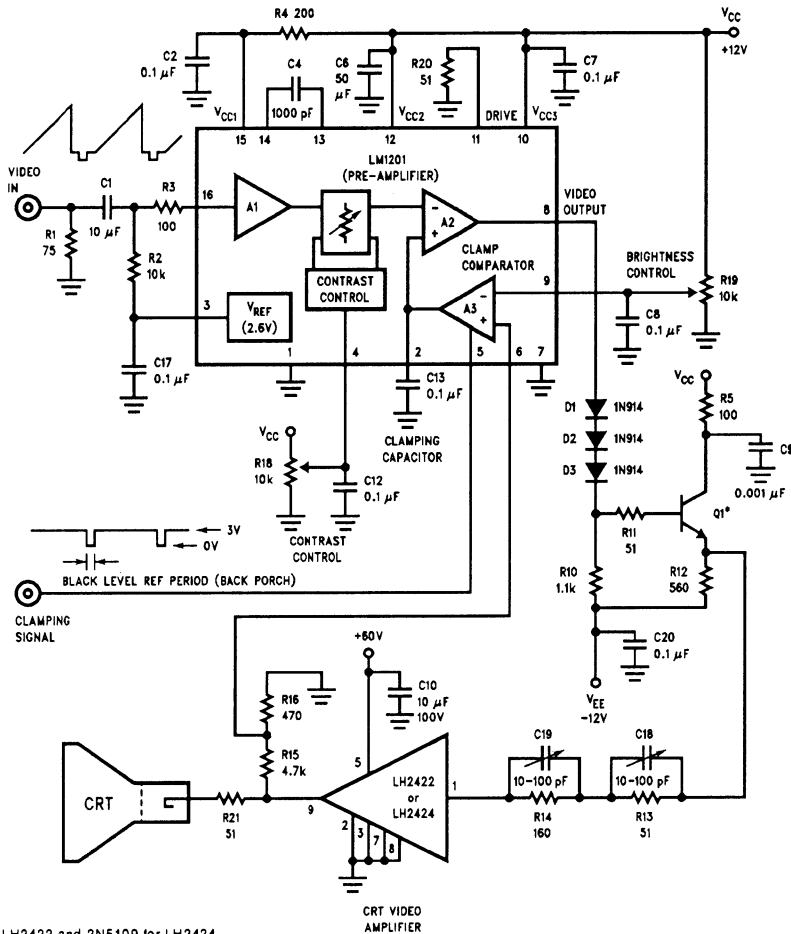 R4 200
V_CC
+12V
C2
0.1 μF
C4
1000 pF
C6
50
μF
R20
51
C7
0.1 μF
V_CC1
V_CC2
DRIVE
V_CC3
15
14
13
12
11
10
LM1201
(PRE-AMPLIFIER)
VIDEO
IN
C1
10 μF
R3
100
16
A1
A2
-
+
8
VIDEO
OUTPUT
R1
75
R2
10k
CLAMP
COMPARATOR
CONTRAST
CONTROL
A3
-
+
9
BRIGHTNESS
CONTROL
R19
10k
C8
0.1 μF
3
V_REF
(2.6V)
C17
0.1 μF
1
4
2
5
6
7
C13
0.1 μF
CLAMPING
CAPACITOR
V_CC
R5
100
D1
1N914
D2
1N914
D3
1N914
C9
0.001 μF
V_CC
R18
10k
C12
0.1 μF
CONTRAST
CONTROL
Q1*
R11
51
R10
1.1k
R12
560
3V
0V
BLACK LEVEL REF PERIOD (BACK PORCH)
CLAMPING
SIGNAL
C20
0.1 μF
V_EE
-12V
+60V
C10
10 μF
100V
R16
470
R15
4.7k
5
C19
10-100 pF
R14
160
C18
10-100 pF
R13
51
CRT
R21
51
9
LH2422
or
LH2424
1
2
3
7
8
CRT VIDEO
AMPLIFIER